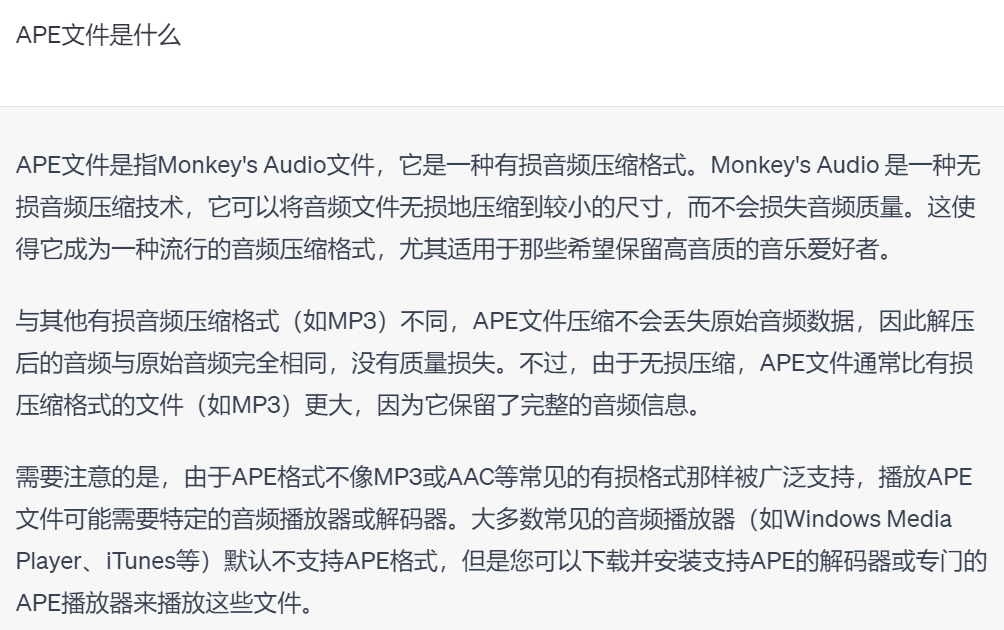 APE文件是什么
APE文件是指Monkey's Audio文件，它是一种有损音频压缩格式。Monkey's Audio 是一种无
损音频压缩技术，它可以将音频文件无损地压缩到较小的尺寸，而不会损失音频质量。这使
得它成为一种流行的音频压缩格式，尤其适用于那些希望保留高音质的音乐爱好者。
与其他有损音频压缩格式（如MP3）不同，APE文件压缩不会丢失原始音频数据，因此解压
后的音频与原始音频完全相同，没有质量损失。不过，由于无损压缩，APE文件通常比有损
压缩格式的文件（如MP3）更大，因为它保留了完整的音频信息。
需要注意的是，由于APE格式不像MP3或AAC等常见的有损格式那样被广泛支持，播放APE
文件可能需要特定的音频播放器或解码器。大多数常见的音频播放器（如Windows Media
Player、iTunes等）默认不支持APE格式，但是您可以下载并安装支持APE的解码器或专门的
APE播放器来播放这些文件。